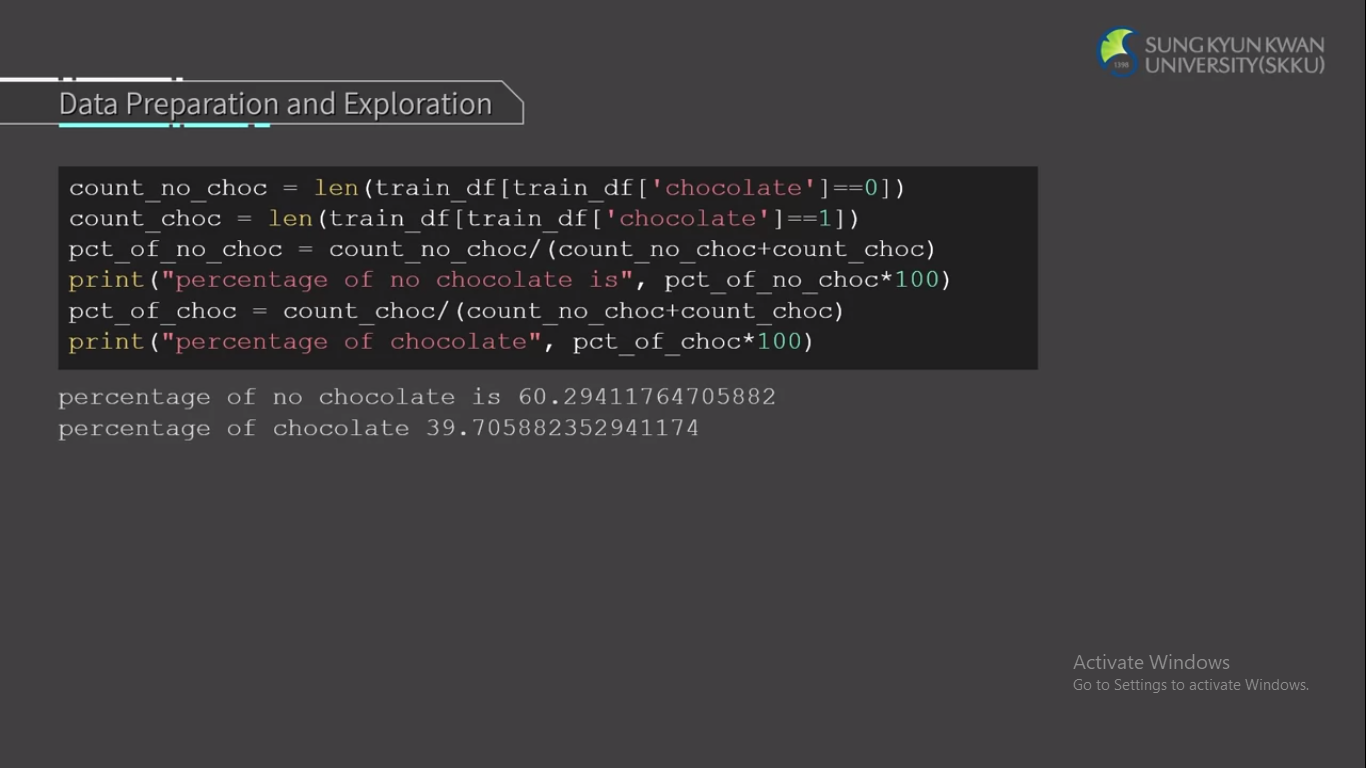 SUNG KYUN KWAN
UNIVERSITY(SKKU)
1398
Data Preparation and Exploration
count_no_choc = len(train_df[train_df['chocolate']==0])
count_choc = len(train_df[train_df['chocolate']==1])
pct_of_no_choc = count_no_choc/(count_no_choc+count_choc)
print("percentage of no chocolate is", pct_of_no_choc*100)
pct_of_choc = count_choc/(count_no_choc+count_choc)
print("percentage of chocolate", pct_of_choc*100)
percentage of no chocolate is 60.29411764705882
percentage of chocolate 39.705882352941174
Activate Windows
Go to Settings to activate Windows.